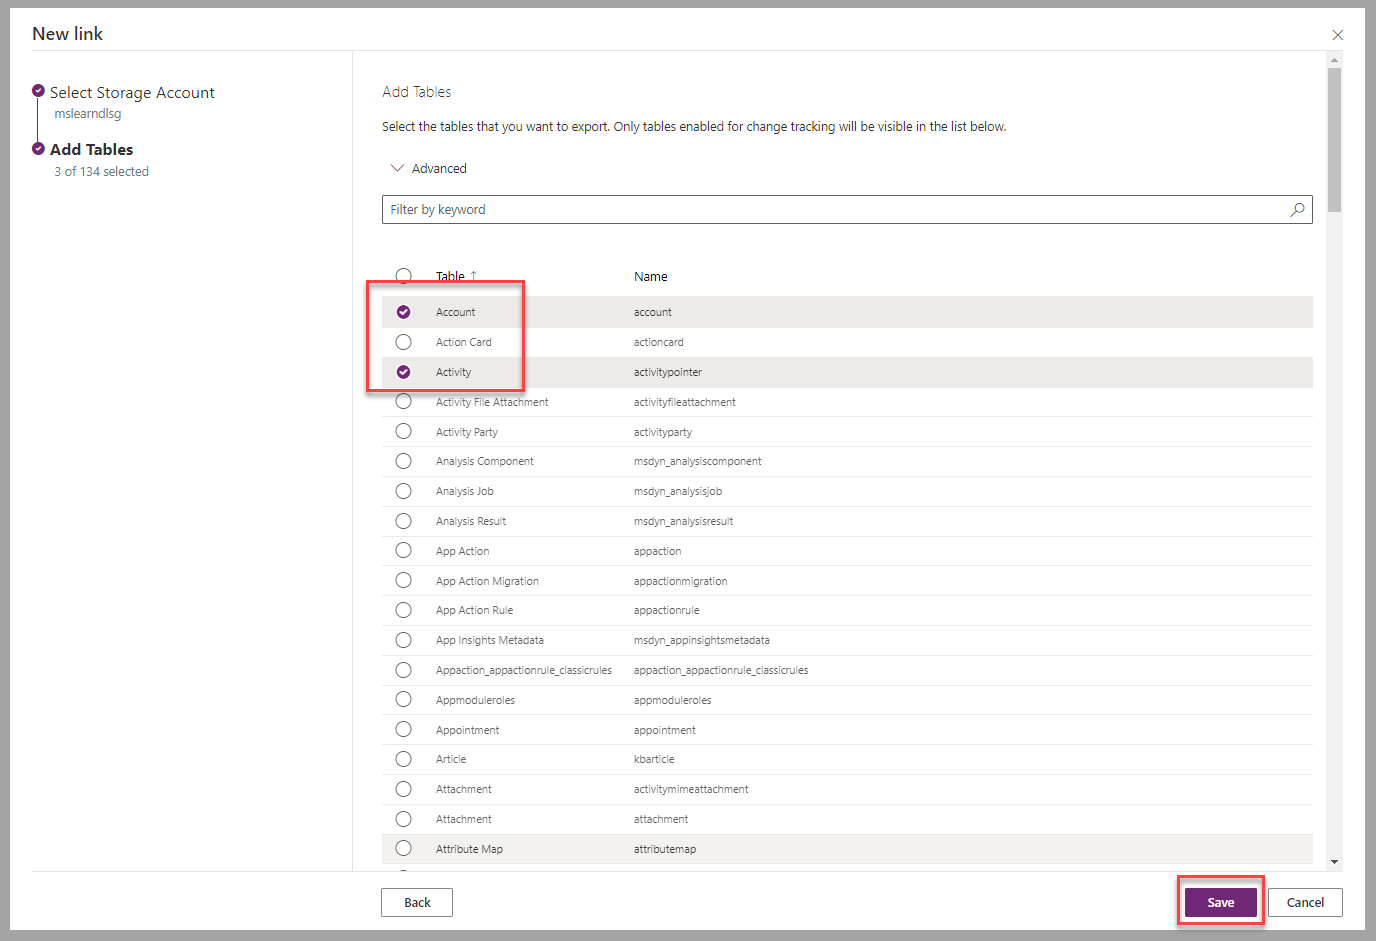 New link
Select Storage Account
mslearndlsg
Add Tables
3 of 134 selected
Add Tables
Select the tables that you want to export. Only tables enabled for change tracking will be visible in the list below.
Advanced
Filter by keyword
Table ↑ Name
Account account
Action Card actioncard
Activity activitypointer
Activity File Attachment activityfileattachment
Activity Party activityparty
Analysis Component msdyn_analysiscomponent
Analysis Job msdyn_analysisjob
Analysis Result msdyn_analysisresult
App Action appaction
App Action Migration appactionmigration
App Action Rule appactionrule
App Insights Metadata msdyn_appinsightsmetadata
Appaction_appactionrule_classicrules appaction_appactionrule_classicrules
Appmoduleroles appmoduleroles
Appointment appointment
Article kbarticle
Attachment activitymimeattachment
Attachment attachment
Attribute Map attributemap
Back Save Cancel